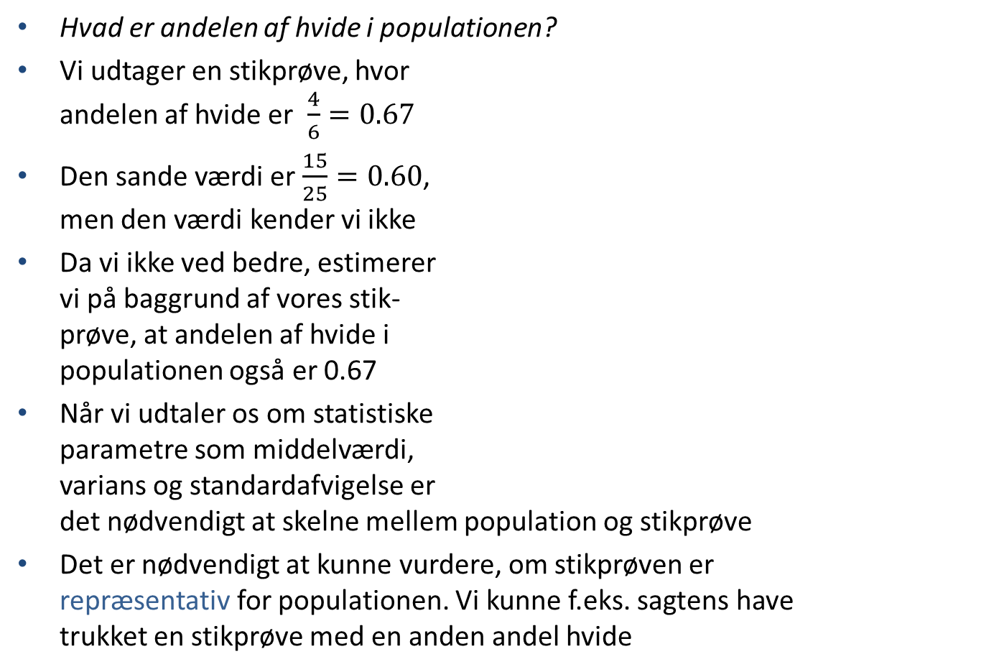 • Hvad er andelen af hvide i populationen?
• Vi udtager en stikprøve, hvor
andelen af hvide er 4/6 = 0.67
• Den sande værdi er 15/25 = 0.60,
men den værdi kender vi ikke
• Da vi ikke ved bedre, estimerer
vi på baggrund af vores stik-
prøve, at andelen af hvide i
populationen også er 0.67
• Når vi udtaler os om statistiske
parametre som middelværdi,
varians og standardafvigelse er
det nødvendigt at skelne mellem population og stikprøve
• Det er nødvendigt at kunne vurdere, om stikprøven er
repræsentativ for populationen. Vi kunne f.eks. sagtens have
trukket en stikprøve med en anden andel hvide